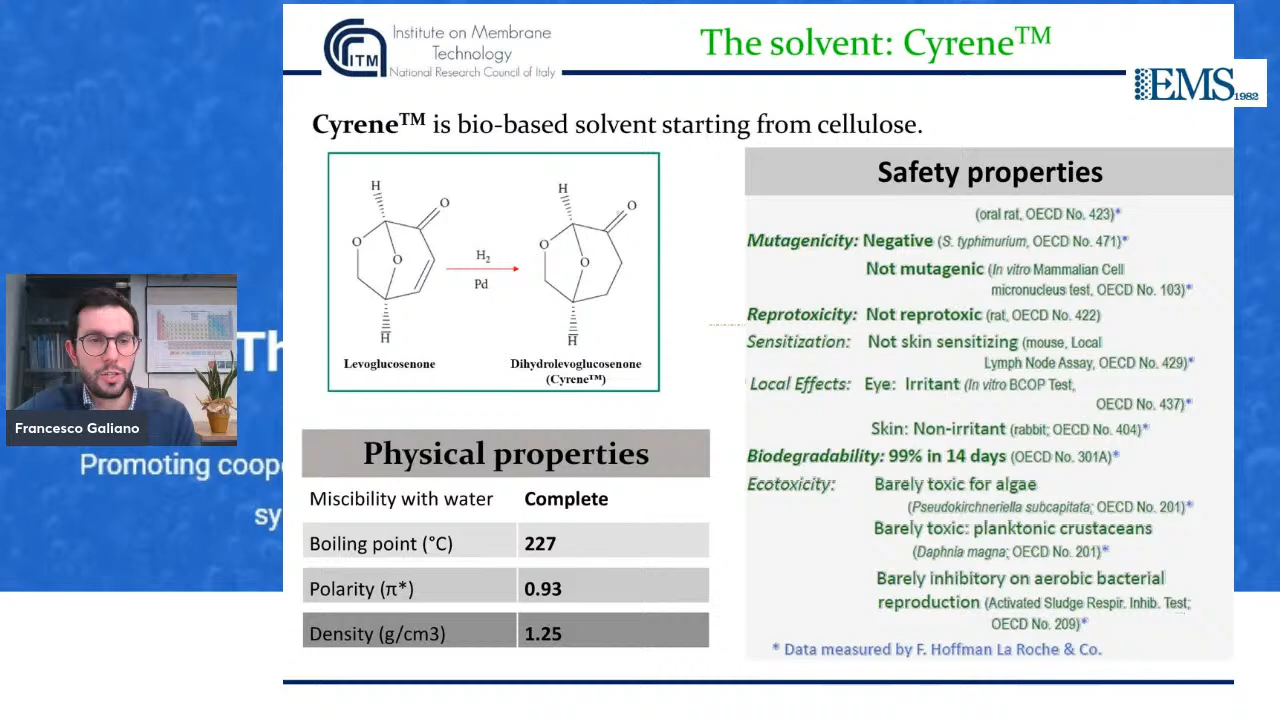 Institute on Membrane
Technology
National Research Council of Italy
ITM
The solvent: Cyrene™
EMS 1982
Cyrene™ is bio-based solvent starting from cellulose.
H
O
O
O
H
Levoglucosenone
H₂
Pd
H
O
O
O
H
Dihydrolevoglucosenone
(Cyrene™)
Physical properties
Miscibility with water Complete
Boiling point (°C) 227
Polarity (π*) 0.93
Density (g/cm3) 1.25
Safety properties
(oral rat, OECD No. 423)*
Mutagenicity: Negative (S. typhimurium, OECD No. 471)*
Not mutagenic (In vitro Mammalian Cell
micronucleus test, OECD No. 103)*
Reprotoxicity: Not reprotoxic (rat, OECD No. 422)
Sensitization: Not skin sensitizing (mouse, Local
Lymph Node Assay, OECD No. 429)*
Local Effects: Eye: Irritant (In vitro BCOP Test,
OECD No. 437)*
Skin: Non-irritant (rabbit; OECD No. 404)*
Biodegradability: 99% in 14 days (OECD No. 301A)*
Ecotoxicity: Barely toxic for algae
(Pseudokirchneriella subcapitata; OECD No. 201)*
Barely toxic: planktonic crustaceans
(Daphnia magna; OECD No. 201)*
Barely inhibitory on aerobic bacterial
reproduction (Activated Sludge Respir. Inhib. Test;
OECD No. 209)*
* Data measured by F. Hoffman La Roche & Co.
Francesco Galiano
Th
Promoting coop
sy